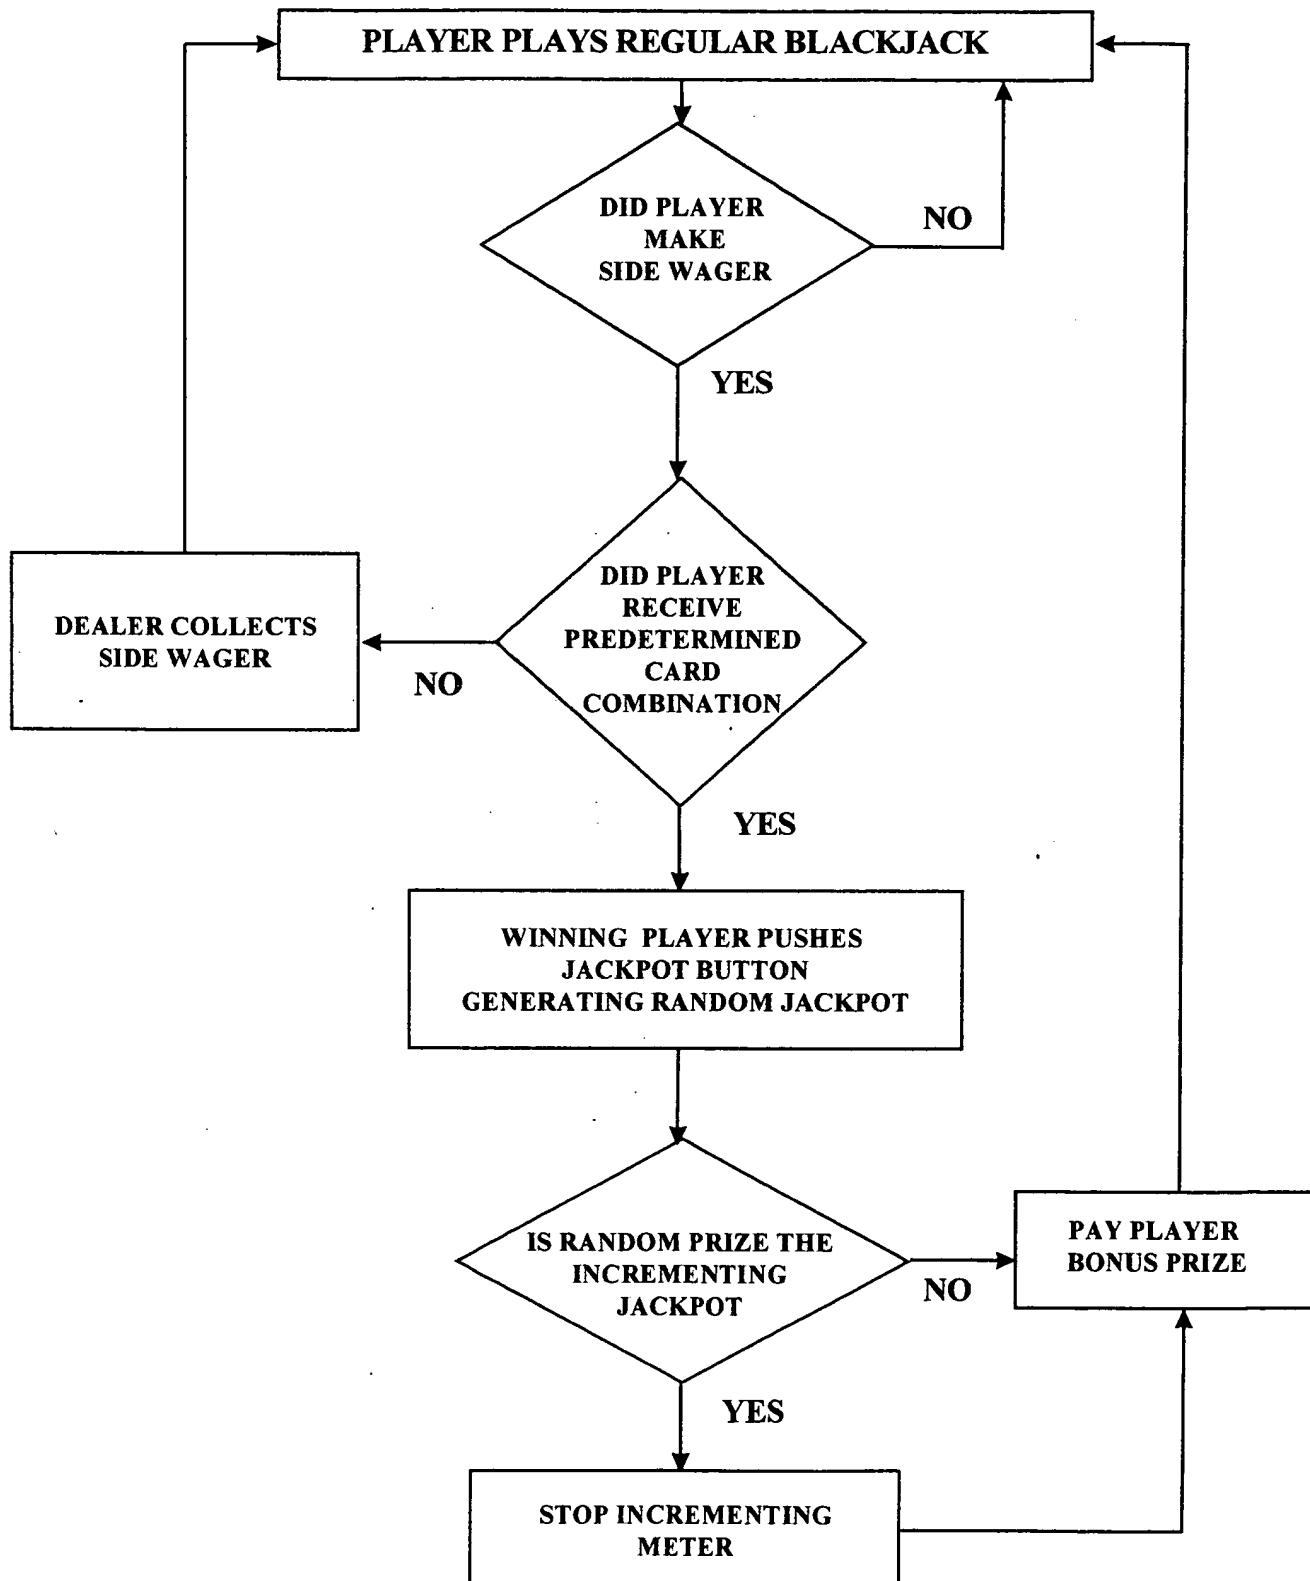 PLAYER PLAYS REGULAR BLACKJACK
DID PLAYER
MAKE
SIDE WAGER
NO
YES
DID PLAYER
RECEIVE
PREDETERMINED
CARD
COMBINATION
DEALER COLLECTS
SIDE WAGER
NO
YES
WINNING PLAYER PUSHES
JACKPOT BUTTON
GENERATING RANDOM JACKPOT
IS RANDOM PRIZE THE
INCREMENTING
JACKPOT
NO
PAY PLAYER
BONUS PRIZE
YES
STOP INCREMENTING
METER